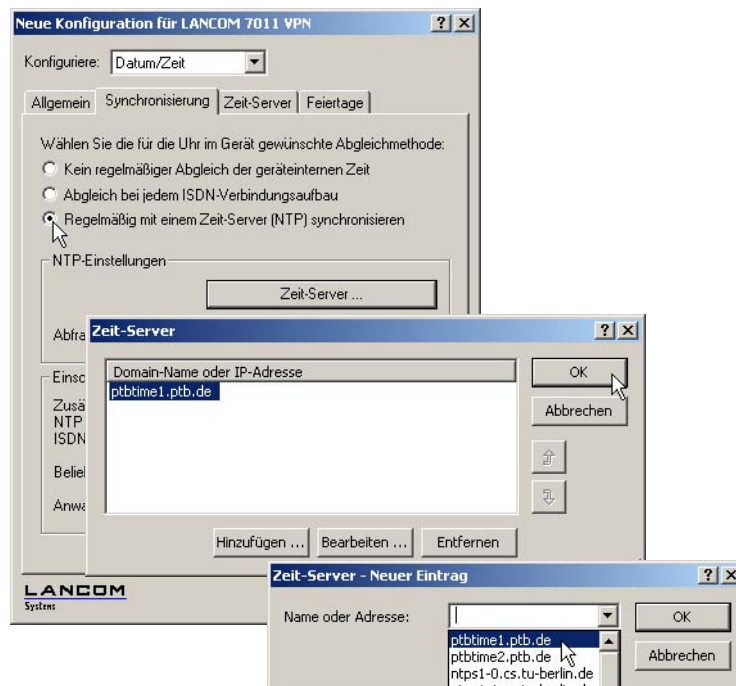 Neue Konfiguration für LANCOM 7011 VPN
Konfiguriere: Datum/Zeit
Allgemein Synchronisierung Zeit-Server Feiertage
Wählen Sie die für die Uhr im Gerät gewünschte Abgleichmethode:
Kein regelmäßiger Abgleich der geräteinternen Zeit
Abgleich bei jedem ISDN-Verbindungsaufbau
Regelmäßig mit einem Zeit-Server (NTP) synchronisieren
NTP-Einstellungen
Zeit-Server ...
Abfra
Einsc
Zusä
NTP
ISDN
Belie
Anwa
LANCOM
Systems
Zeit-Server
Domain-Name oder IP-Adresse
ptbtime1.ptb.de
OK
Abbrechen
Hinzufügen ... Bearbeiten ... Entfernen
Zeit-Server - Neuer Eintrag
Name oder Adresse:
OK
Abbrechen
ptbtime1.ptb.de
ptbtime2.ptb.de
ntps1-0.cs.tu-berlin.de